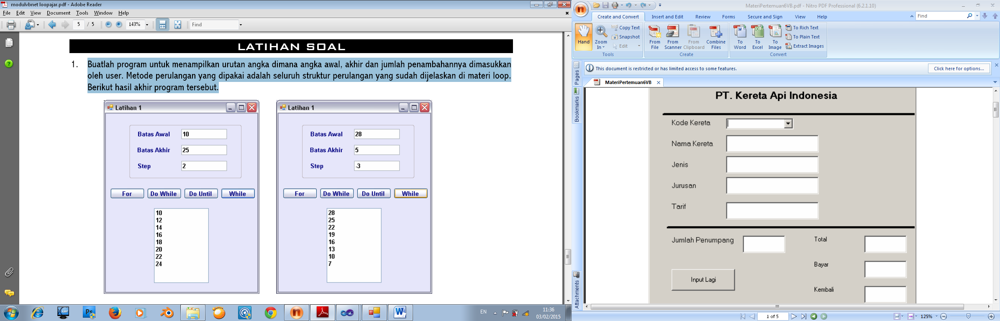 modulvbnet loopajar.pdf - Adobe Reader
File Edit View Document Tools Window Help
5 / 5 143% Find
LATIHAN SOAL
1. Buatlah program untuk menampilkan urutan angka dimana angka awal, akhir dan jumlah penambahannya dimasukkan
oleh user. Metode perulangan yang dipakai adalah seluruh struktur perulangan yang sudah dijelaskan di materi loop.
Berikut hasil akhir program tersebut.
Latihan 1
Batas Awal 10
Batas Akhir 25
Step 2
For Do While Do Until While
10
12
14
16
18
20
22
24
Latihan 1
Batas Awal 28
Batas Akhir 5
Step -3
For Do While Do Until While
28
25
22
19
16
13
10
7
EN
11:36
03/02/2015
MateriPertemuan6VB.pdf - Nitro PDF Professional (6.2.1.10)
Create and Convert Insert and Edit Review Forms Secure and Sign View Help Find
Hand
Zoom In
Copy Text
Snapshot
Edit
Tools
From File
From Scanner
From Clipboard
Combine Files
Create
To Word
To Excel
To Image
To Rich Text
To Plain Text
Extract Images
Convert
This document is restricted or has limited access to some features. Click here for options...
Pages
Bookmarks
Attachments
MateriPertemuan6VB
PT. Kereta Api Indonesia
Kode Kereta
Nama Kereta
Jenis
Jurusan
Tarif
Jumlah Penumpang
Total
Bayar
Input Lagi
Kembali
1 of 5
125%